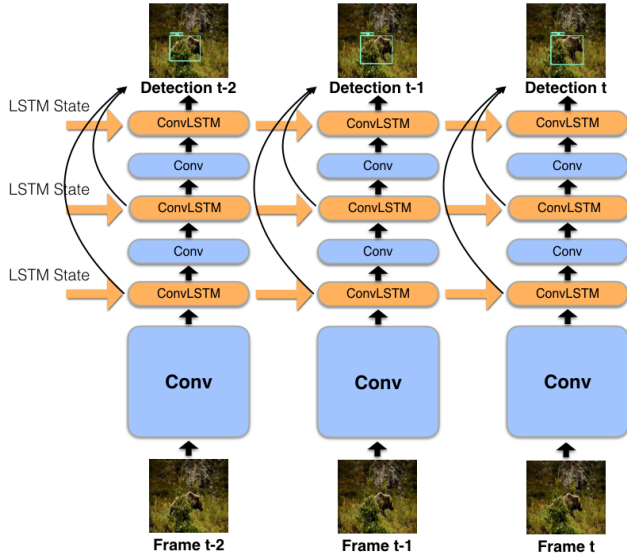 Detection t-2 Detection t-1 Detection t
LSTM State
ConvLSTM ConvLSTM ConvLSTM
Conv Conv Conv
LSTM State
ConvLSTM ConvLSTM ConvLSTM
Conv Conv Conv
LSTM State
ConvLSTM ConvLSTM ConvLSTM
Conv Conv Conv
Frame t-2 Frame t-1 Frame t